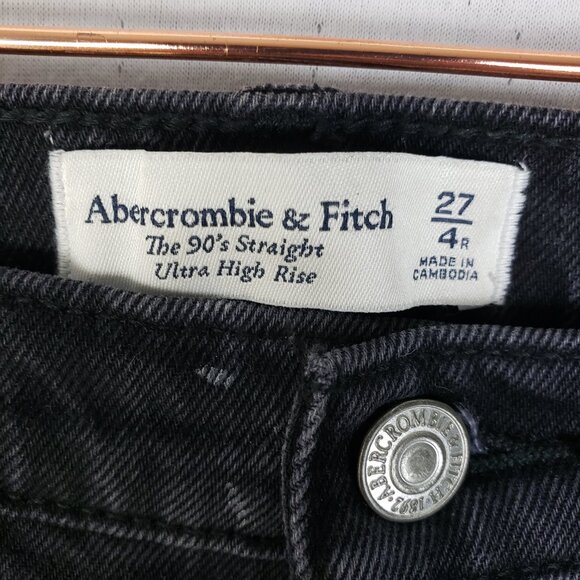 Abercrombie & Fitch
The 90's Straight
Ultra High Rise
27
4R
MADE IN
CAMBODIA
ABERCROMBIE & FITCH · 1892 ·